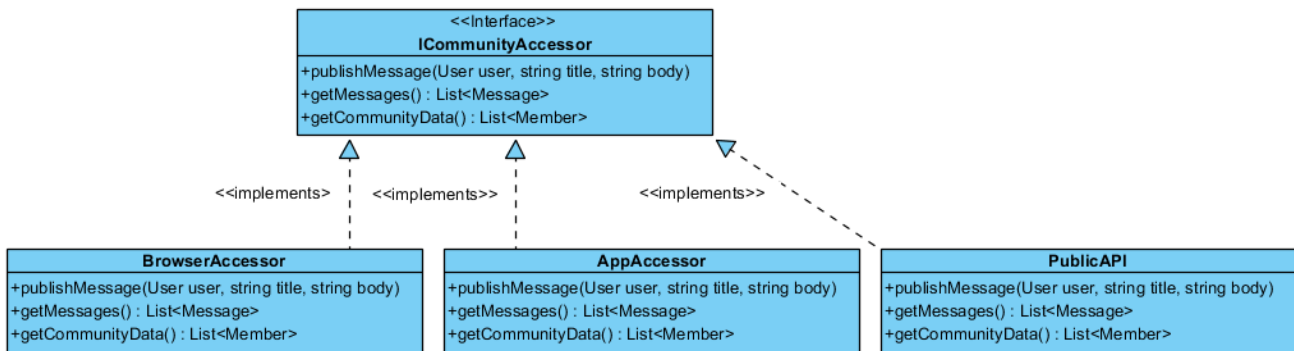 <<Interface>>
ICommunityAccessor
+publishMessage(User user, string title, string body)
+getMessages() : List<Message>
+getCommunityData() : List<Member>
<<implements>
<<implements>>
<<implements>>
BrowserAccessor
+publishMessage(User user, string title, string body)
+getMessages() : List<Message>
+getCommunityData() : List<Member>
AppAccessor
+publishMessage(User user, string title, string body)
+getMessages() : List<Message>
+getCommunityData() : List<Member>
PublicAPI
+publishMessage(User user, string title, string body)
+getMessages() : List<Message>
+getCommunityData() : List<Member>